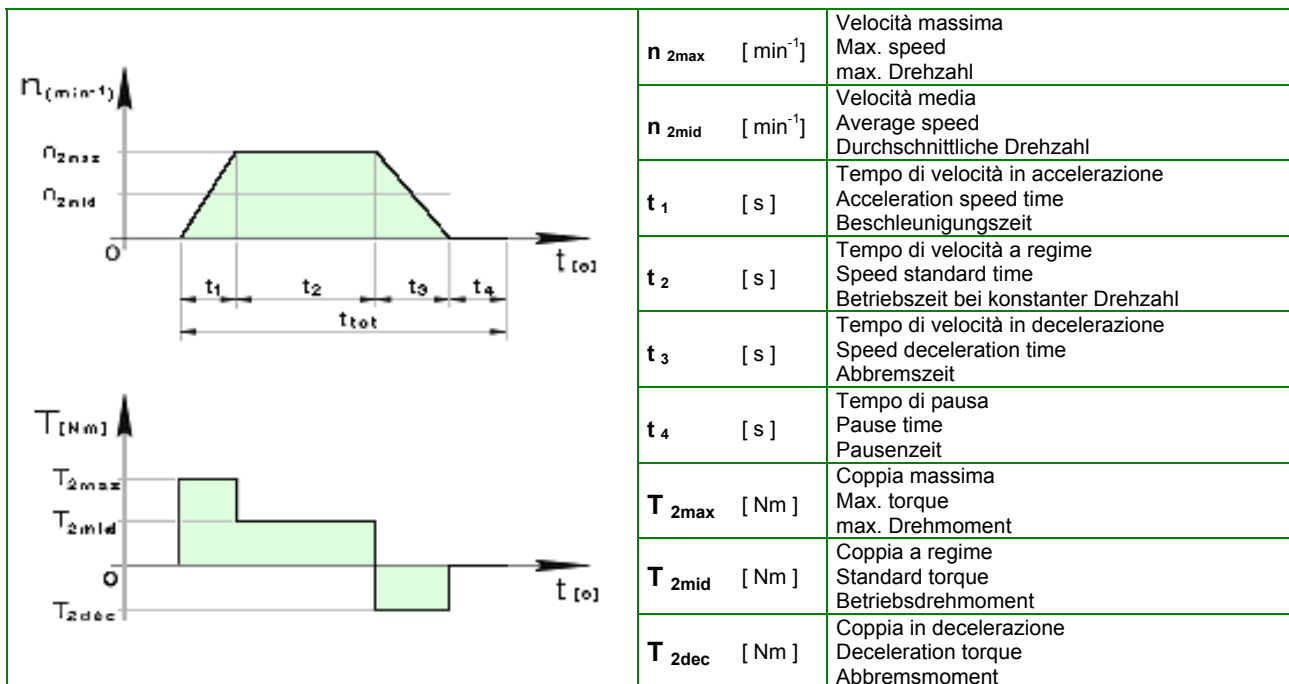 n(min-1)
n2max
n2mid
0
t[s]
t1 t2 t3 t4
ttot
T[Nm]
T2max
T2mid
0
T2dec
t[s]
n 2max [ min-1]
Velocità massima
Max. speed
max. Drehzahl
n 2mid [ min-1]
Velocità media
Average speed
Durchschnittliche Drehzahl
t 1 [ s ]
Tempo di velocità in accelerazione
Acceleration speed time
Beschleunigungszeit
t 2 [ s ]
Tempo di velocità a regime
Speed standard time
Betriebszeit bei konstanter Drehzahl
t 3 [ s ]
Tempo di velocità in decelerazione
Speed deceleration time
Abbremszeit
t 4 [ s ]
Tempo di pausa
Pause time
Pausenzeit
T 2max [ Nm ]
Coppia massima
Max. torque
max. Drehmoment
T 2mid [ Nm ]
Coppia a regime
Standard torque
Betriebsdrehmoment
T 2dec [ Nm ]
Coppia in decelerazione
Deceleration torque
Abbremsmoment